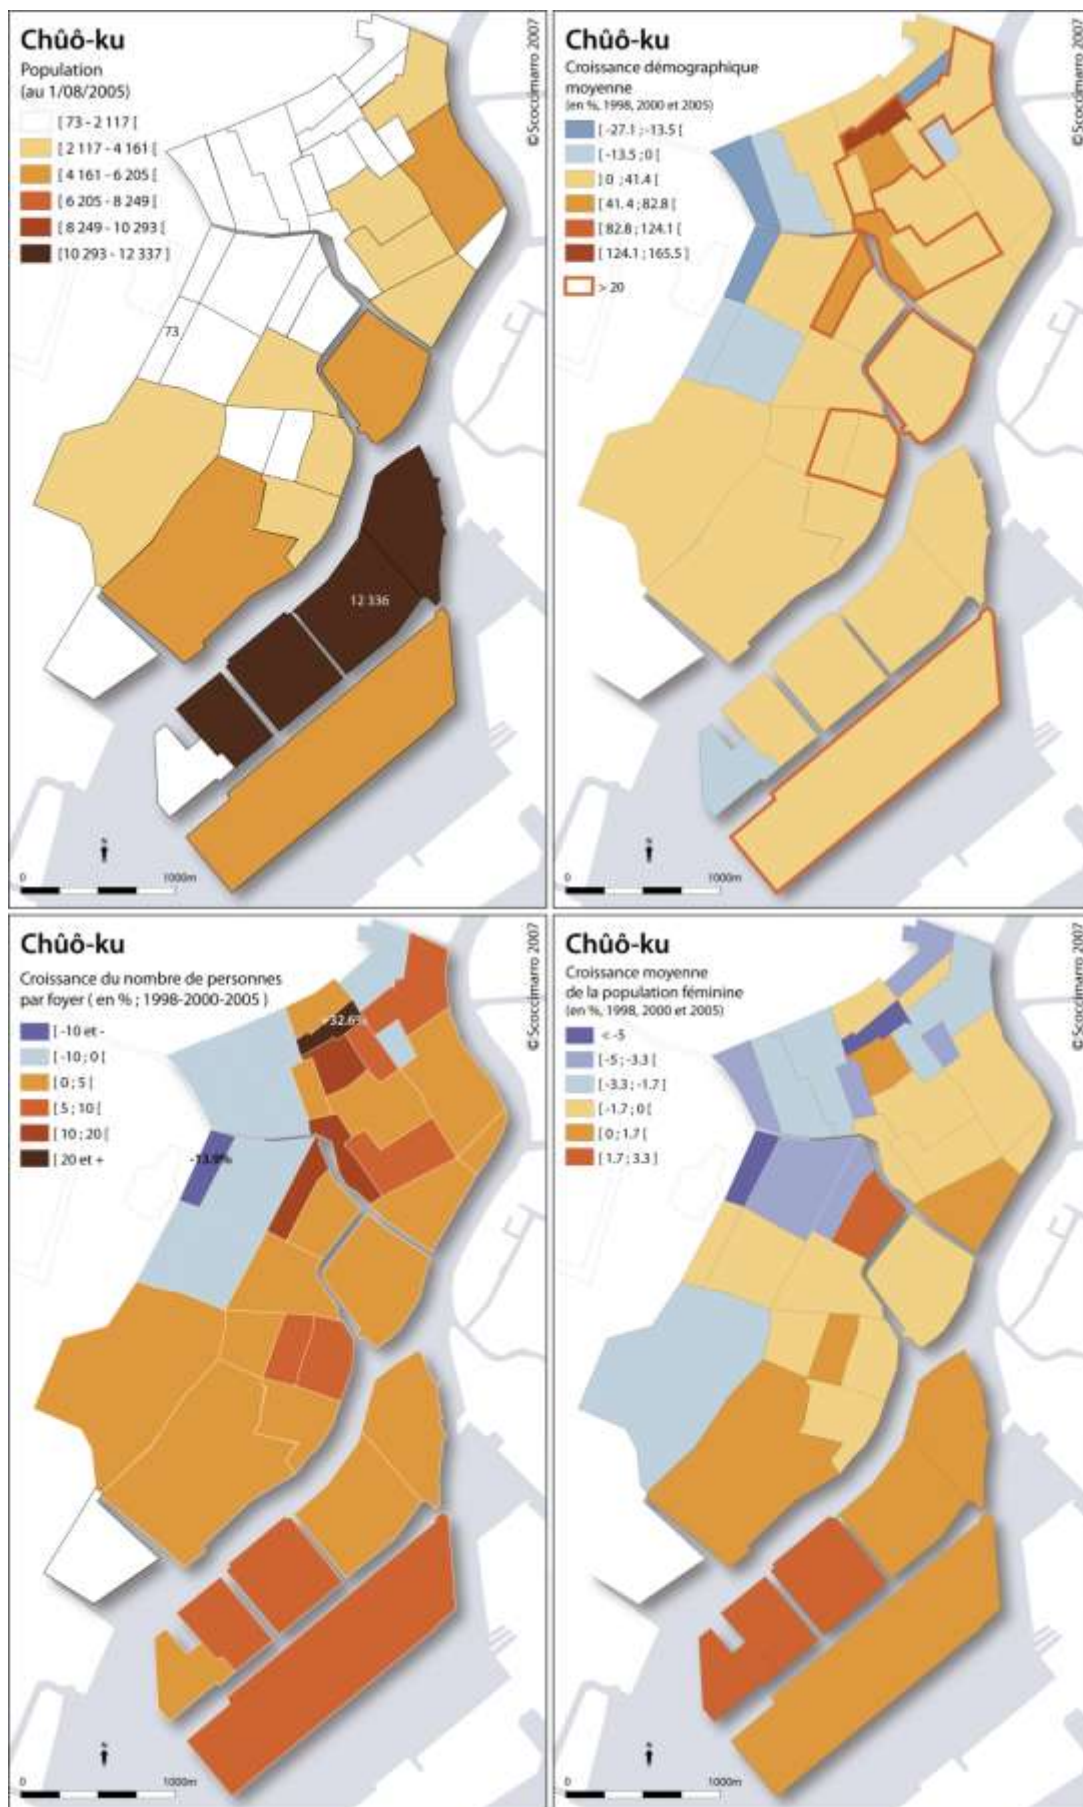 Chûô-ku
Population
(au 1/08/2005)
[ 73 - 2 117 [
[ 2 117 - 4 161 [
[ 4 161 - 6 205 [
[ 6 205 - 8 249 [
[ 8 249 - 10 293 [
[10 293 - 12 337 ]
73
12 336
N
0 1000m
©Scoccimarro 2007
Chûô-ku
Croissance démographique
moyenne
(en %, 1998, 2000 et 2005)
[ -27.1 ; -13.5 [
[ -13.5 ; 0 [
] 0 ; 41.4 [
[ 41.4 ; 82.8 [
[ 82.8 ; 124.1 [
[ 124.1 ; 165.5 ]
> 20
N
0 1000m
©Scoccimarro 2007
Chûô-ku
Croissance du nombre de personnes
par foyer ( en % ; 1998-2000-2005 )
[ -10 et -
[ -10 ; 0 [
[ 0 ; 5 [
[ 5 ; 10 [
[ 10 ; 20 [
[ 20 et +
+32.6%
-13.9%
N
0 1000m
©Scoccimarro 2007
Chûô-ku
Croissance moyenne
de la population féminine
(en %, 1998, 2000 et 2005)
< -5
[ -5 ; -3.3 [
[ -3.3 ; -1.7 [
[ -1.7 ; 0 [
[ 0 ; 1.7 [
[ 1.7 ; 3.3 ]
N
0 1000m
©Scoccimarro 2007